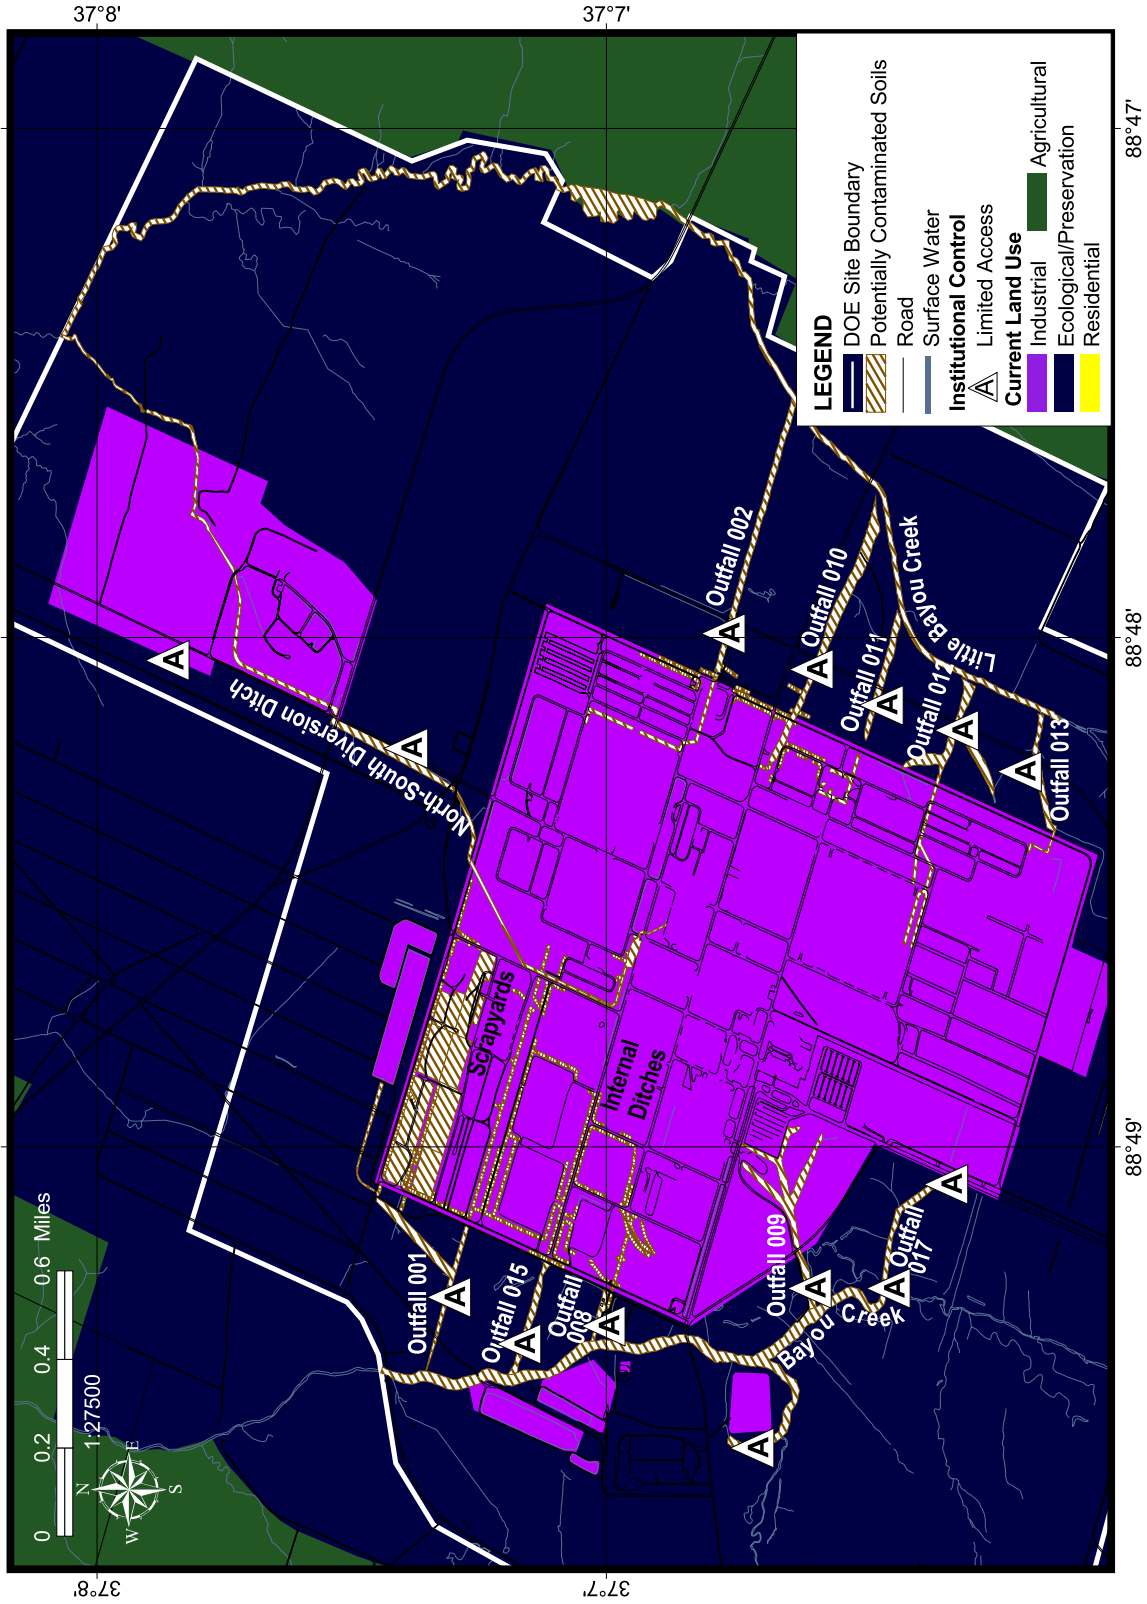 37°8'
37°7'
88°47'
88°48'
88°49'
37°8'
37°7'
0 0.2 0.4 0.6 Miles
1:27500
N
E
S
W
LEGEND
DOE Site Boundary
Potentially Contaminated Soils
Road
Surface Water
Institutional Control
A Limited Access
Current Land Use
Industrial
Agricultural
Ecological/Preservation
Residential
North-South Diversion Ditch
A
A
Outfall 002
A
Outfall 010
A
Outfall 011
A
Little Bayou Creek
Outfall 012
A
Outfall 013
A
Scrapyards
Internal
Ditches
Outfall 001
A
Outfall 015
A
Outfall
008
A
Outfall 009
A
Outfall
017
A
A
Bayou Creek
A